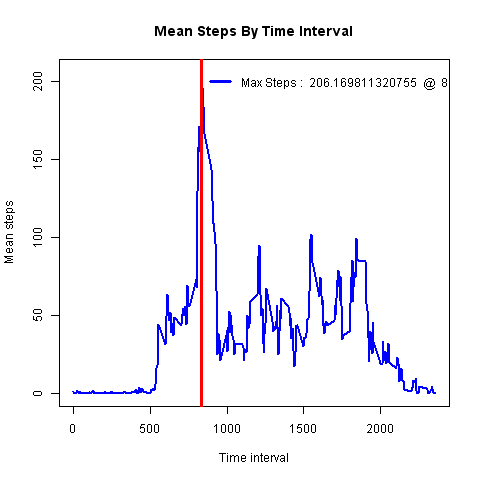 Mean Steps By Time Interval
Max Steps : 206.169811320755 @ 8
200
150
100
50
0
Mean steps
0 500 1000 1500 2000
Time interval